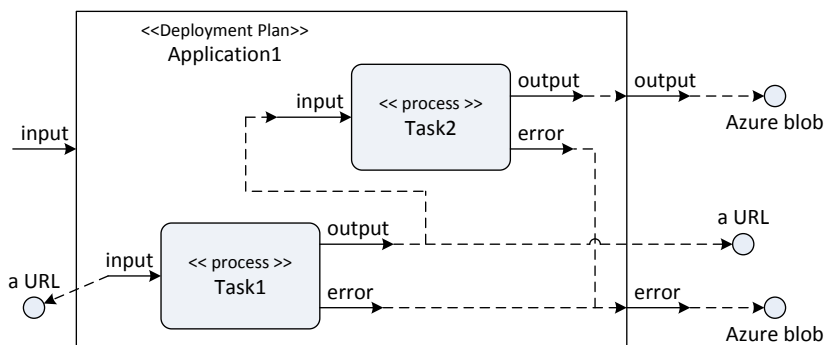 <<Deployment Plan>>
Application1
input
input
<< process >>
Task2
output
error
output
Azure blob
a URL
input
<< process >>
Task1
output
error
a URL
error
Azure blob